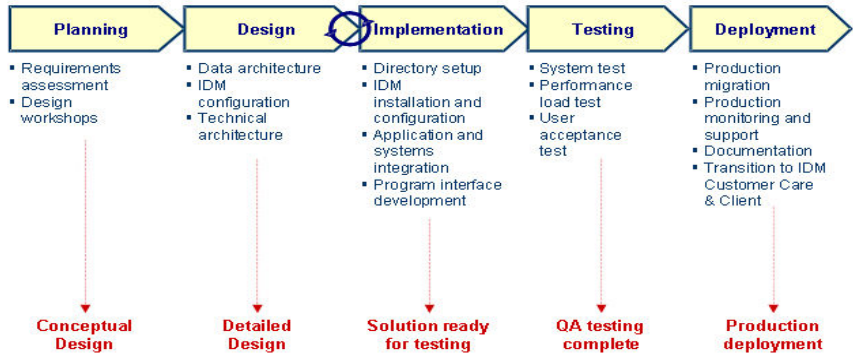 Planning
Design
Implementation
Testing
Deployment
▪ Requirements
assessment
▪ Design
workshops
▪ Data architecture
▪ IDM
configuration
▪ Technical
architecture
▪ Directory setup
▪ IDM
installation and
configuration
▪ Application and
systems
integration
▪ Program interface
development
▪ System test
▪ Performance
load test
▪ User
acceptance
test
▪ Production
migration
▪ Production
monitoring and
support
▪ Documentation
▪ Transition to IDM
Customer Care
& Client
Conceptual
Design
Detailed
Design
Solution ready
for testing
QA testing
complete
Production
deployment